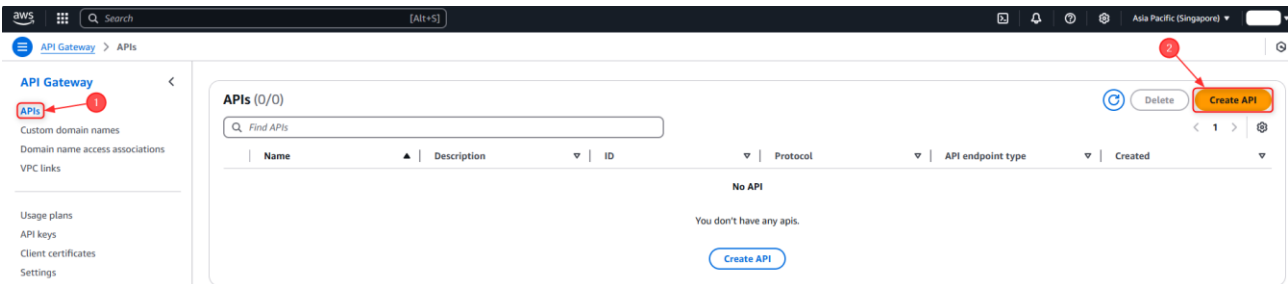 aws Search [Alt+S] Asia Pacific (Singapore)
API Gateway > APIs
2
API Gateway
APIs
1
Custom domain names
Domain name access associations
VPC links
Usage plans
API keys
Client certificates
Settings
APIs (0/0)
Delete
Create API
Find APIs
1
Name Description ID Protocol API endpoint type Created
No API
You don't have any apis.
Create API